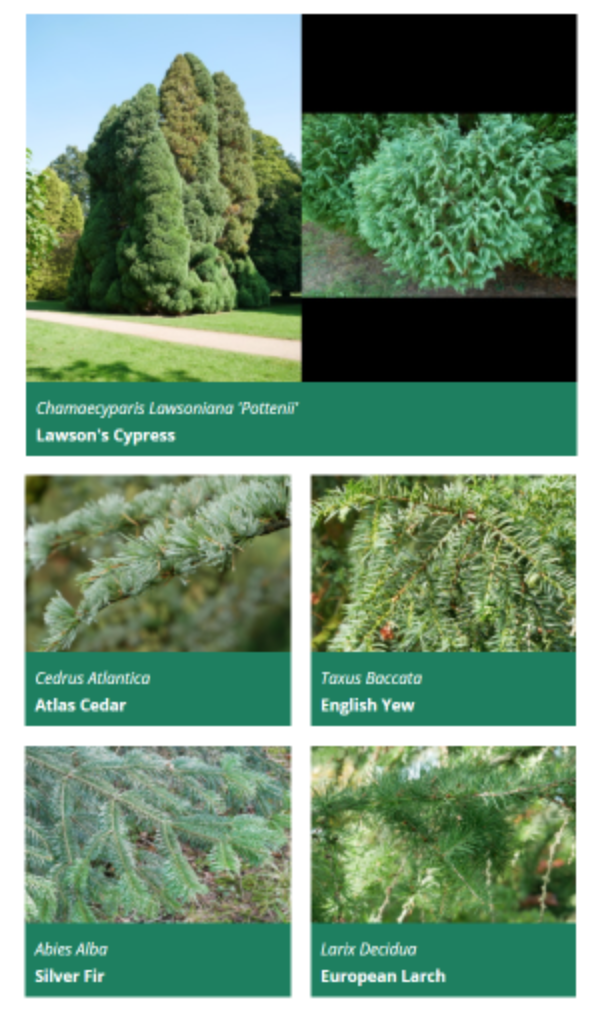 Chamaecyparis Lawsoniana 'Pottenii'
Lawson's Cypress
Cedrus Atlantica
Atlas Cedar
Taxus Baccata
English Yew
Abies Alba
Silver Fir
Larix Decidua
European Larch